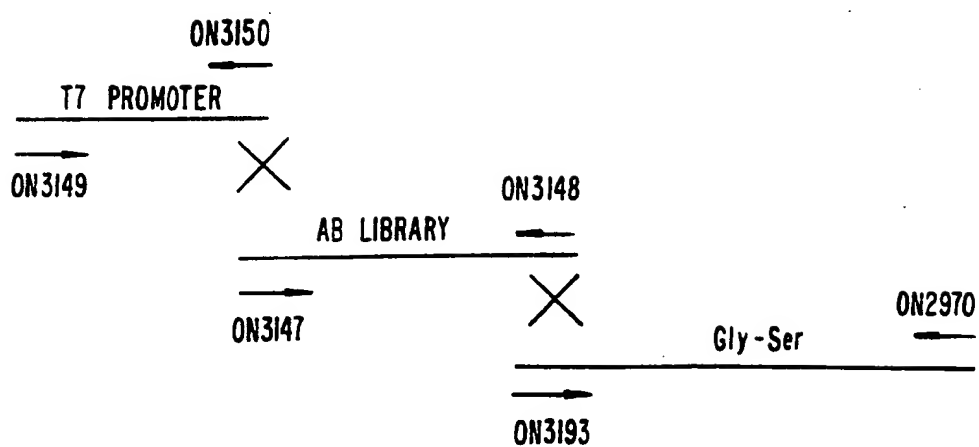 ON3150
T7 PROMOTER
ON3149
ON3148
AB LIBRARY
ON3147
ON2970
Gly-Ser
ON3193